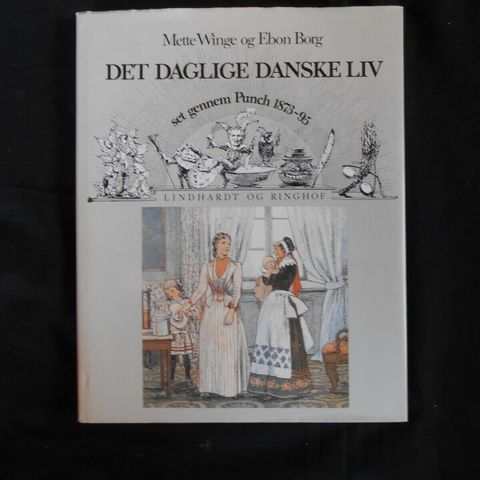 Mette Winge og Ebon Borg
DET DAGLIGE DANSKE LIV
set gennem Punch 1873-95
LINDHARDT OG RINGHOF